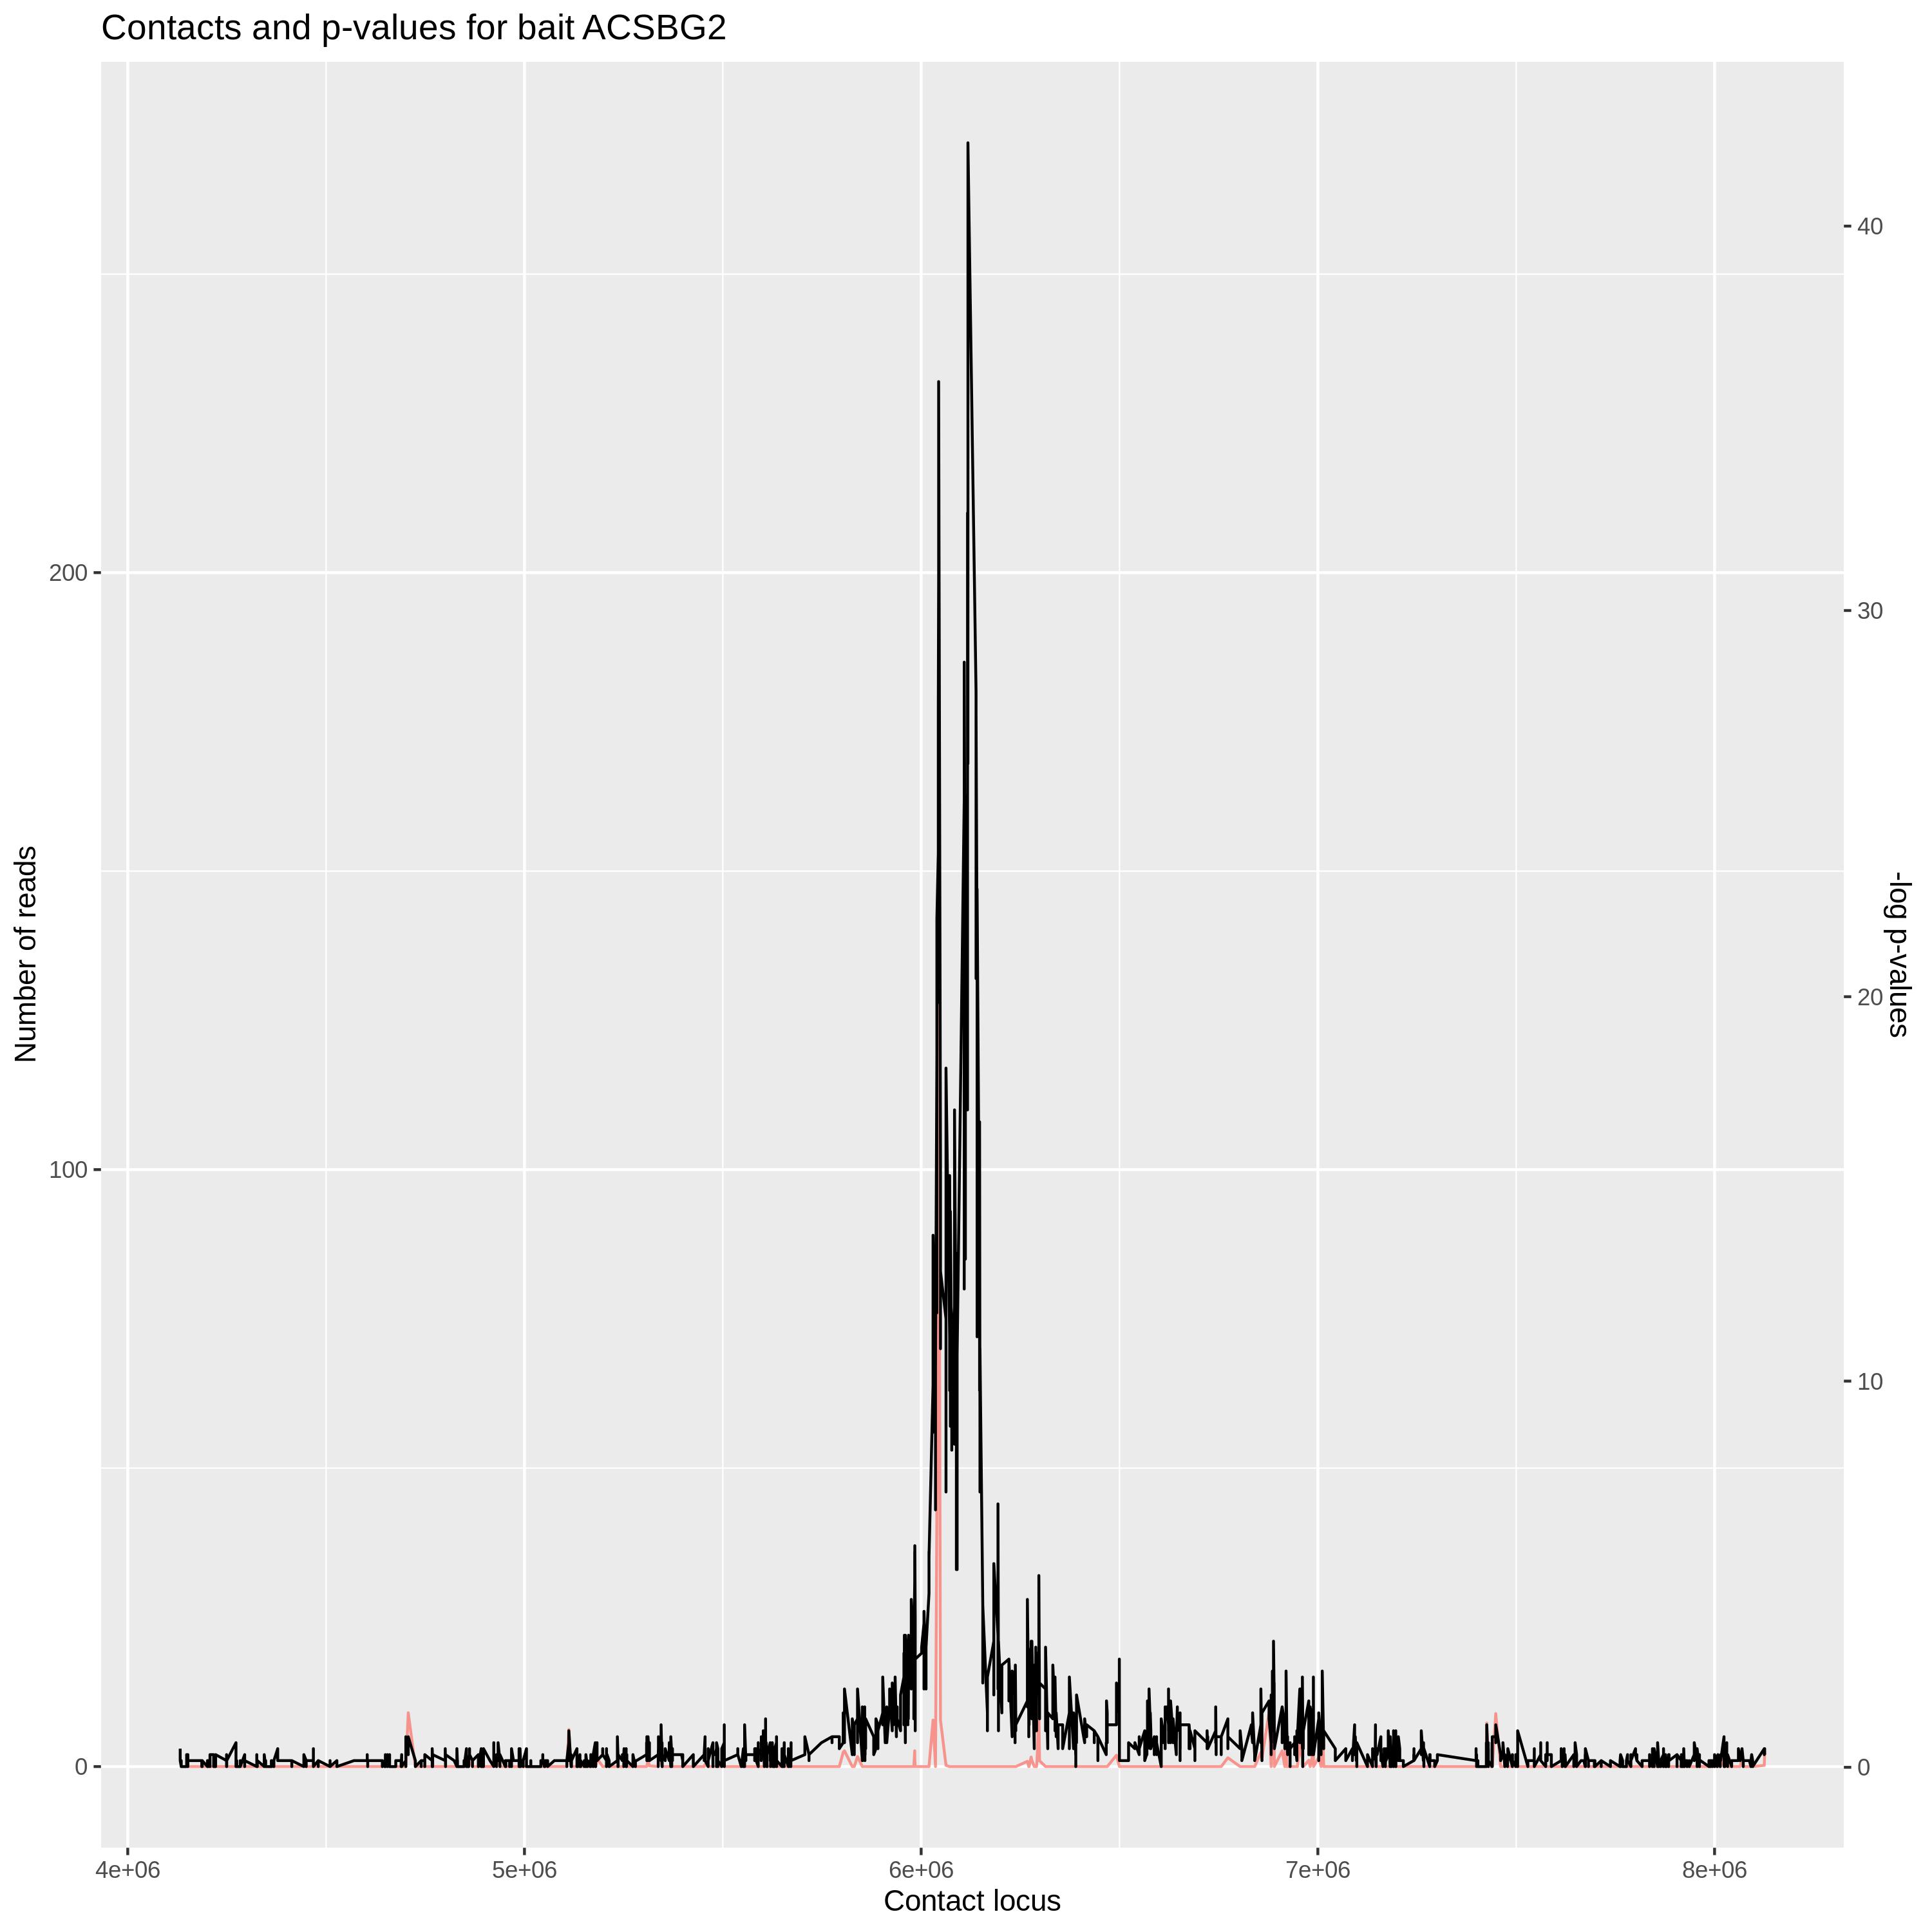 Contacts and p-values for bait ACSBG2
Number of reads
200
100
0
40
30
20
10
0
-log p-values
4e+06
5e+06
6e+06
7e+06
8e+06
Contact locus